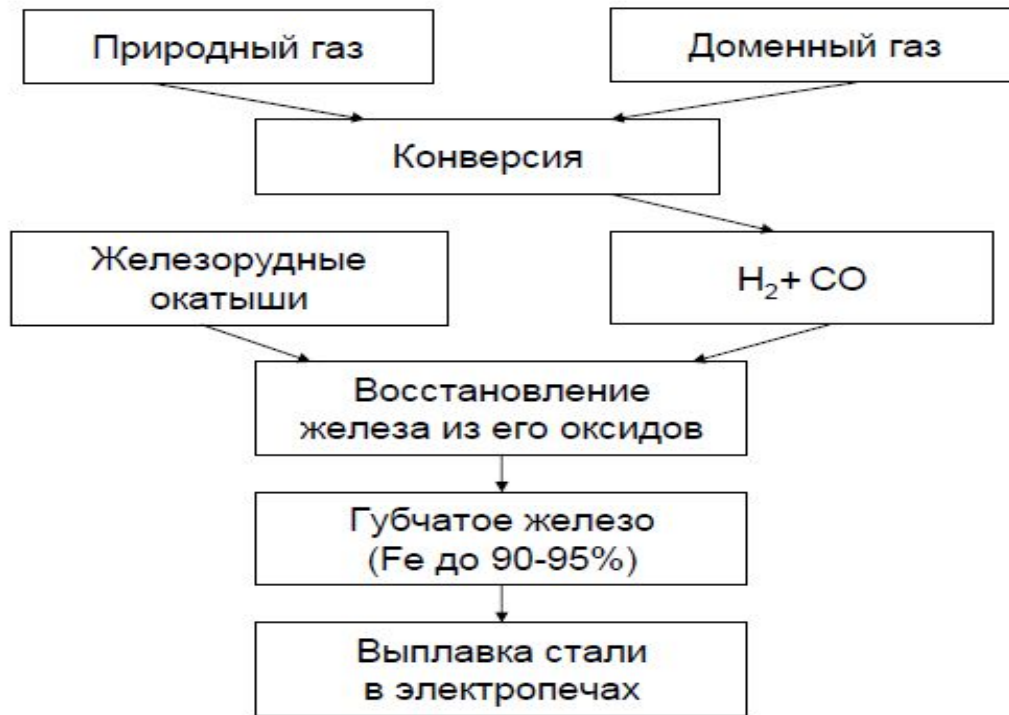 Природный газ
Доменный газ
Конверсия
Железорудные
окатыши
H₂+ CO
Восстановление
железа из его оксидов
Губчатое железо
(Fe до 90-95%)
Выплавка стали
в электропечах